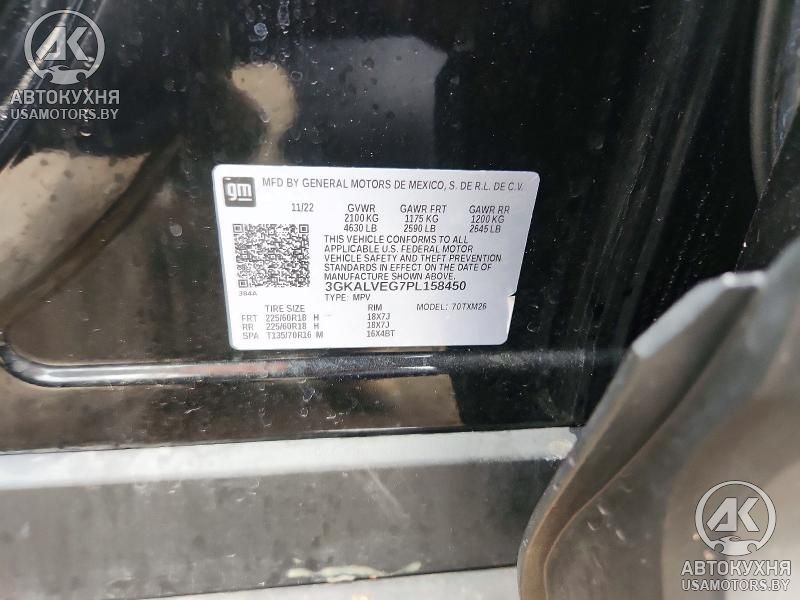 AK
АВТОКУХНЯ
USAMOTORS.BY
gm MFD BY GENERAL MOTORS DE MEXICO, S. DE R.L. DE C.V.
11/22 GVWR GAWR FRT GAWR RR
2100 KG 1175 KG 1200 KG
4630 LB 2590 LB 2645 LB
THIS VEHICLE CONFORMS TO ALL
APPLICABLE U.S. FEDERAL MOTOR
VEHICLE SAFETY AND THEFT PREVENTION
STANDARDS IN EFFECT ON THE DATE OF
MANUFACTURE SHOWN ABOVE.
384A 3GKALVEG7PL158450
TYPE: MPV MODEL: 70TXM26
TIRE SIZE RIM
FRT 225/60R18 H 18X7J
RR 225/60R18 H 18X7J
SPA T135/70R16 M 16X4BT
AK
АВТОКУХНЯ
USAMOTORS.BY